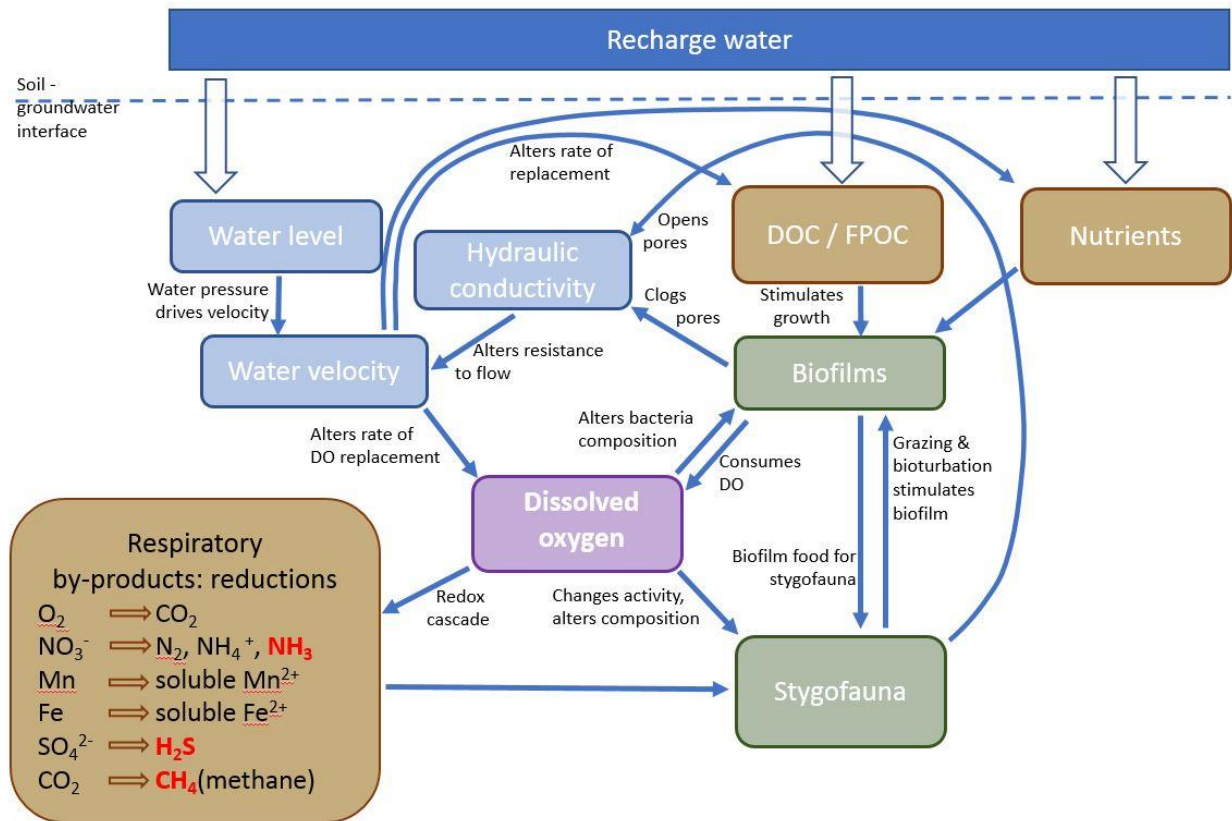 Recharge water
Soil -
groundwater
interface
Alters rate of
replacement
Water level
Hydraulic
conductivity
Opens
pores
DOC / FPOC
Nutrients
Water pressure
drives velocity
Clogs
pores
Stimulates
growth
Water velocity
Alters resistance
to flow
Biofilms
Alters rate of
DO replacement
Alters bacteria
composition
Consumes
DO
Grazing &
bioturbation
stimulates
biofilm
Dissolved
oxygen
Biofilm food for
stygofauna
Respiratory
by-products: reductions
O₂ ⇒ CO₂
NO₃⁻ ⇒ N₂, NH₄⁺, NH₃
Mn ⇒ soluble Mn²⁺
Fe ⇒ soluble Fe²⁺
SO₄²⁻ ⇒ H₂S
CO₂ ⇒ CH₄(methane)
Redox
cascade
Changes activity,
alters composition
Stygofauna